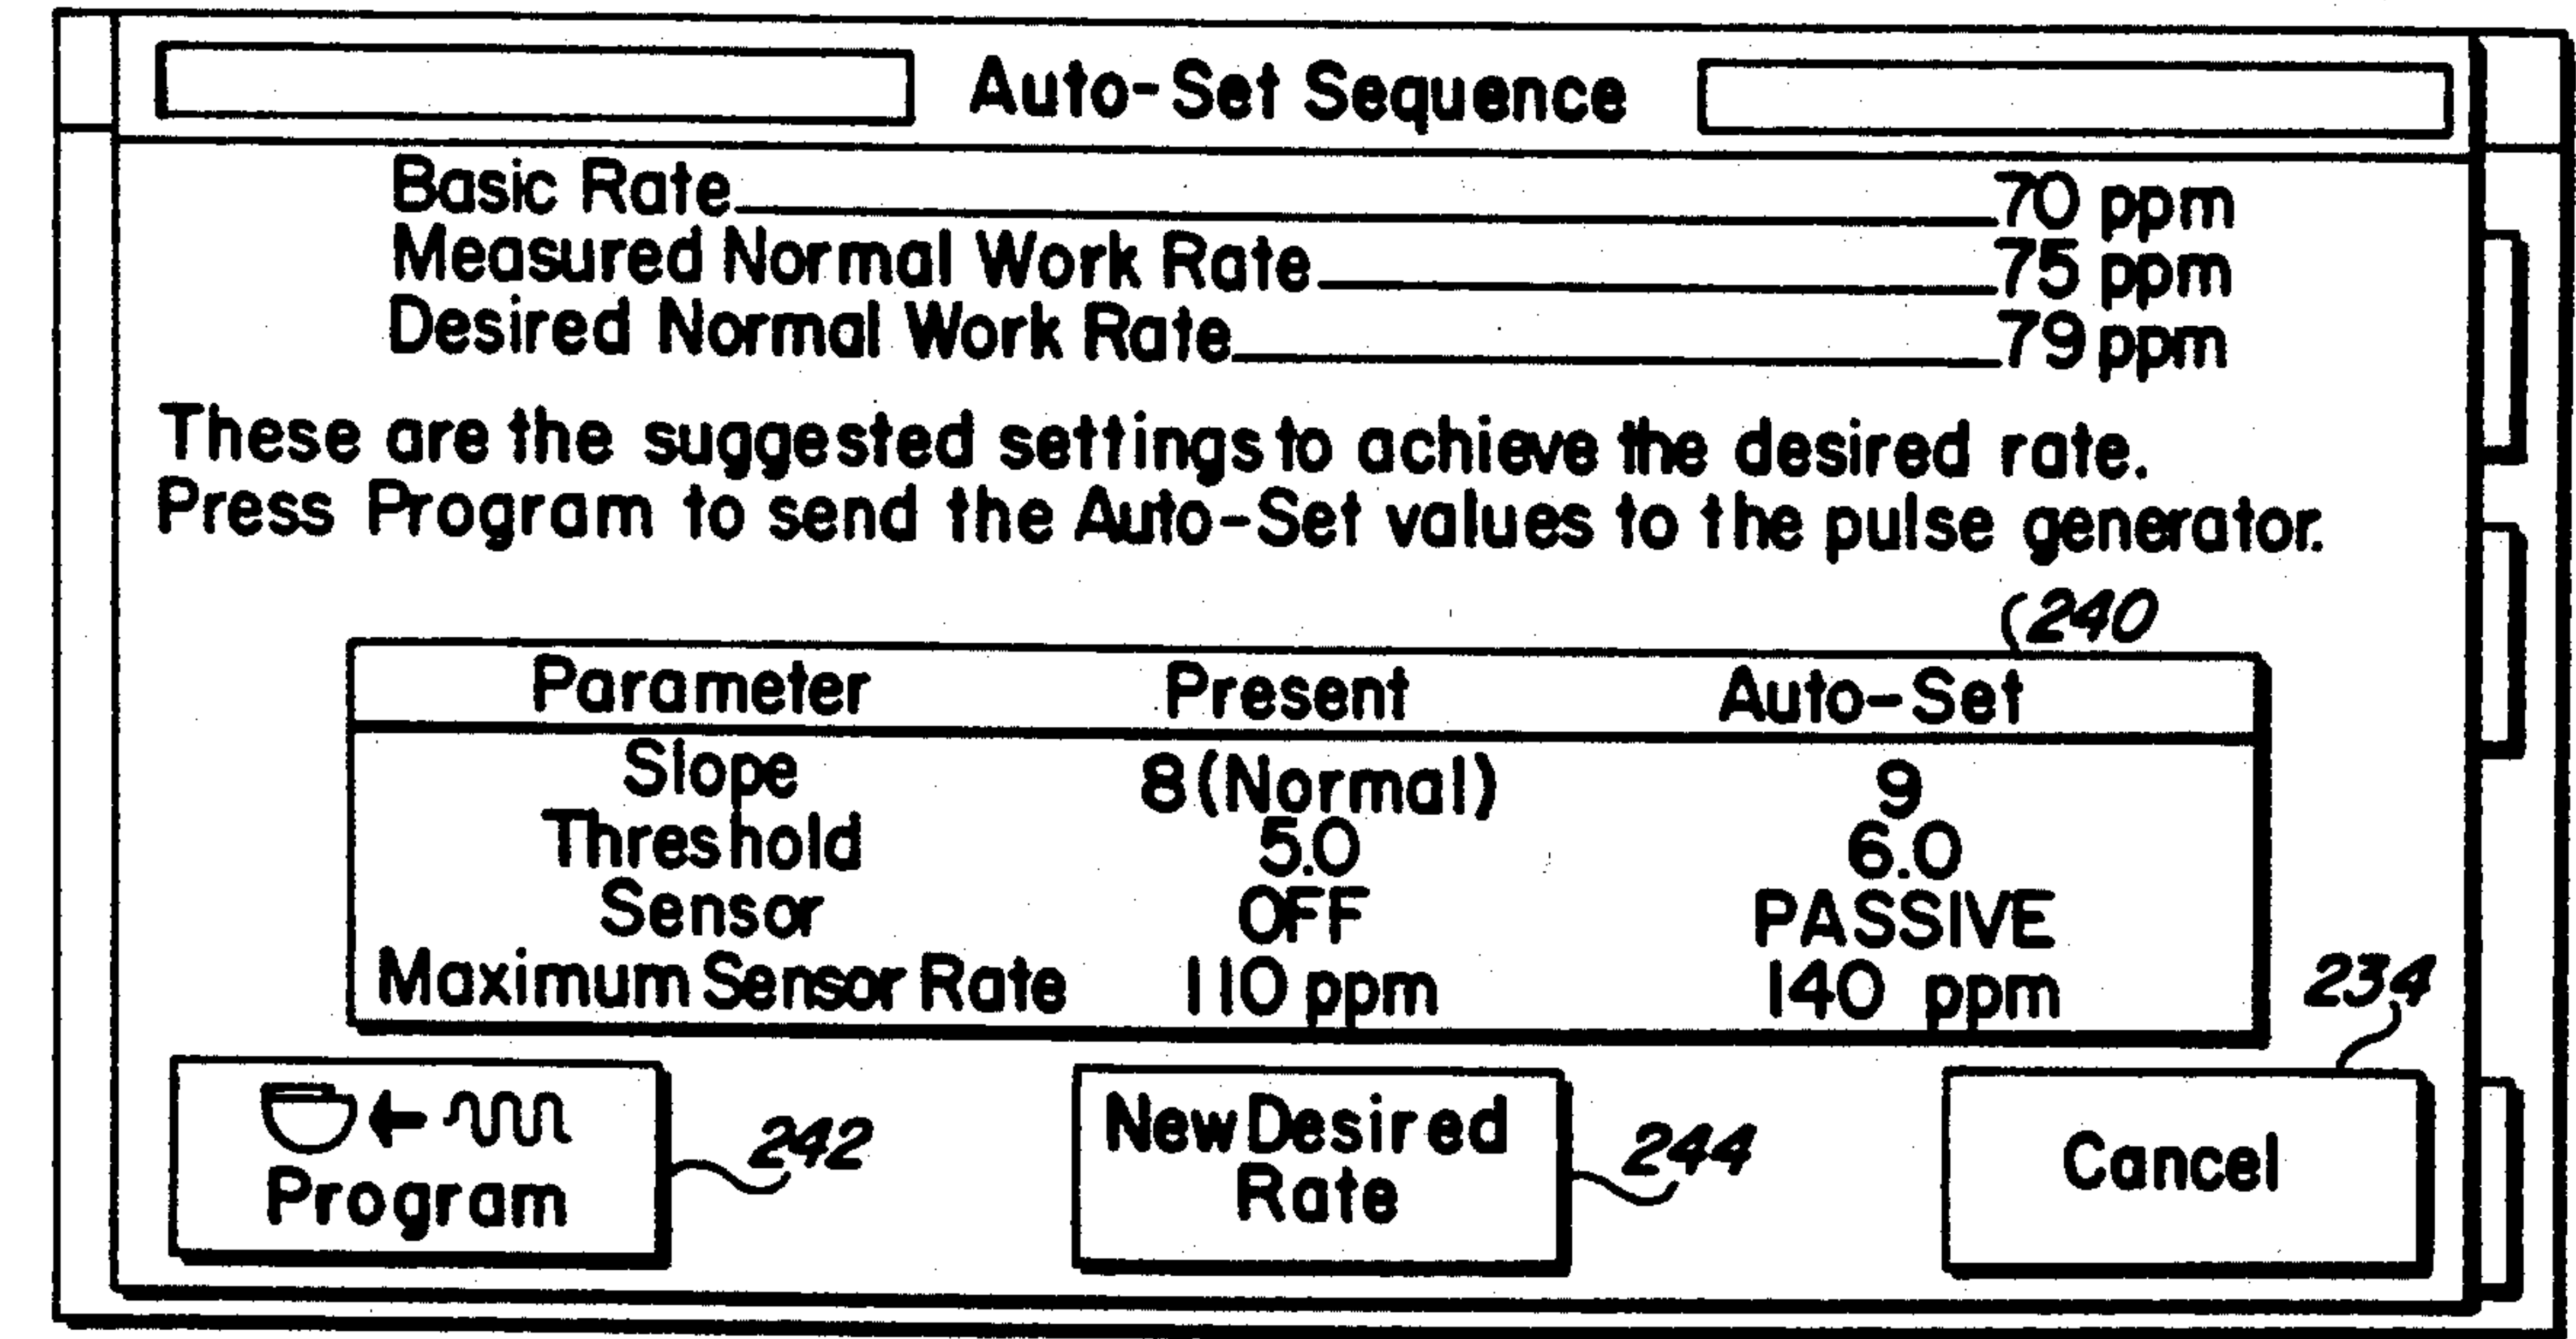 Auto-Set Sequence
Basic Rate 70 ppm
Measured Normal Work Rate 75 ppm
Desired Normal Work Rate 79 ppm
These are the suggested settings to achieve the desired rate.
Press Program to send the Auto-Set values to the pulse generator.
240
Parameter Present Auto-Set
Slope 8 (Normal) 9
Threshold 5.0 6.0
Sensor OFF PASSIVE
Maximum Sensor Rate 110 ppm 140 ppm
234
Program
242
New Desired
Rate
244
Cancel